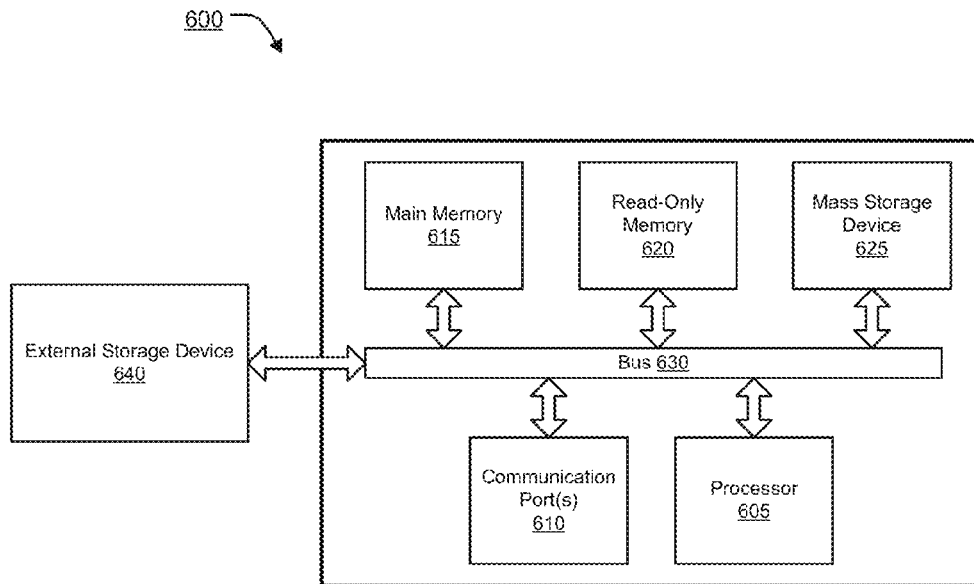 600
Main Memory
615
Read-Only
Memory
620
Mass Storage
Device
625
External Storage Device
640
Bus 630
Communication
Port(s)
610
Processor
605